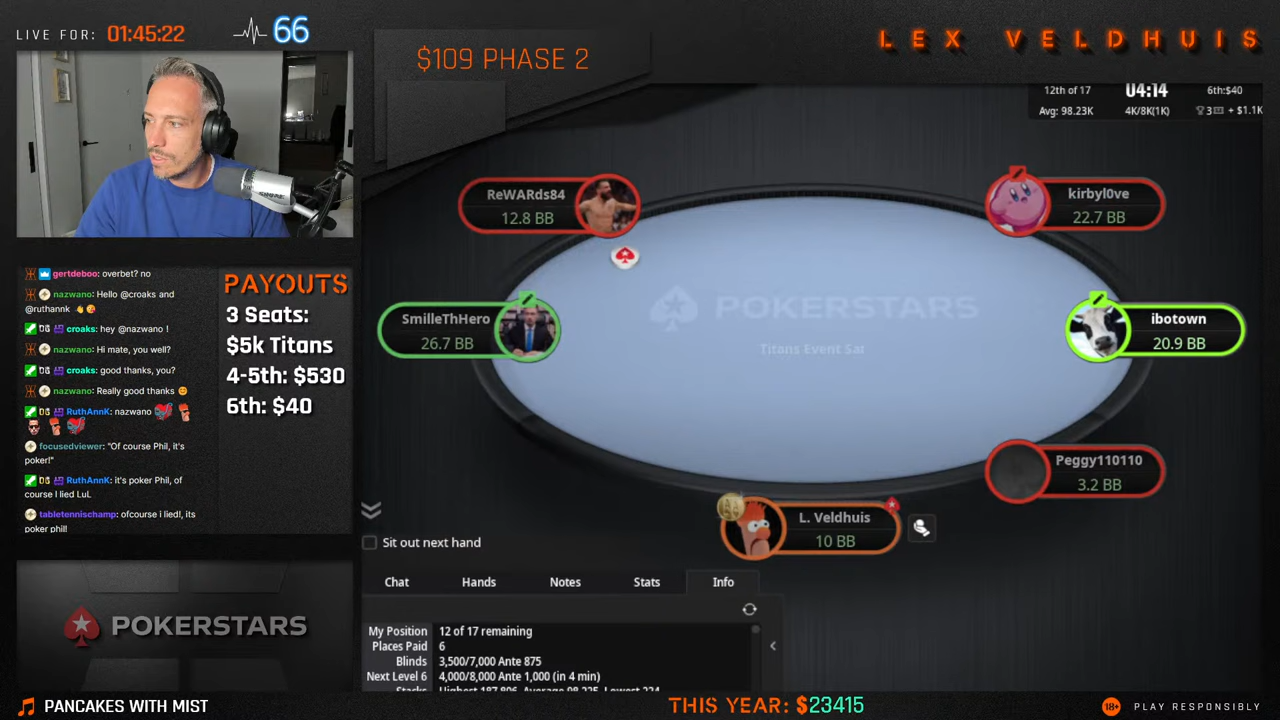 LIVE FOR: 01:45:22 66
$109 PHASE 2
LEX VELDHUIS
12th of 17 04:14 6th:$40
Avg: 98.23K 4K/8K(1K) 3 + $1.1K
ReWARds84
12.8 BB
kirbyl0ve
22.7 BB
SmilleThHero
26.7 BB
ibotown
20.9 BB
POKERSTARS
Titans Event Sat
Peggy110110
3.2 BB
L. Veldhuis
10 BB
gertdeboo: overbet? no
nazwano: Hello @croaks and
@ruthannk
croaks: hey @nazwano !
nazwano: Hi mate, you well?
croaks: good thanks, you?
nazwano: Really good thanks
RuthAnnK: nazwano
focusedviewer: "Of course Phil, it's
poker!"
RuthAnnK: it's poker Phil, of
course I lied LuL
tabletennischamp: ofcourse i lied!, its
poker phil!
PAYOUTS
3 Seats:
$5k Titans
4-5th: $530
6th: $40
Sit out next hand
Chat Hands Notes Stats Info
My Position 12 of 17 remaining
Places Paid 6
Blinds 3,500/7,000 Ante 875
Next Level 6 4,000/8,000 Ante 1,000 (in 4 min)
POKERSTARS
PANCAKES WITH MIST
THIS YEAR: $23415
18+ PLAY RESPONSIBLY